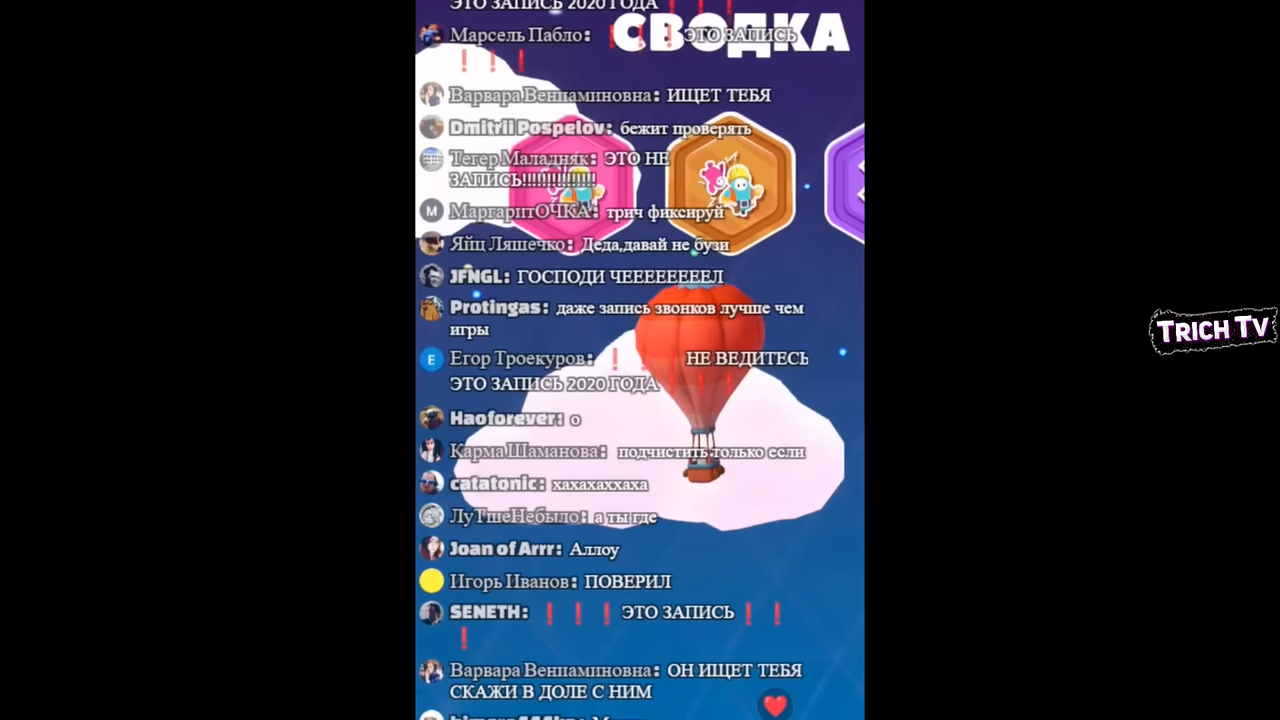 ЭТО ЗАПИСЬ 2020 ГОДА❗❗❗
СВОДКА
Марсель Пабло: ❗❗❗ЭТО ЗАПИСЬ
❗❗❗
Варвара Вениаминовна: ИЩЕТ ТЕБЯ
Dmitrii Pospelov: бежит проверять
Тегер Маладняк: ЭТО НЕ
ЗАПИСЬ!!!!!!!!!!!!!!!
М МаргаритОЧКА: трич фиксируй
Яйц Ляшечко: Деда,давай не бузи
JFNGL: ГОСПОДИ ЧЕЕЕЕЕЕЕЕЛ
Protingas: даже запись звонков лучше чем
игры
Е Егор Троекуров: ❗❗❗НЕ ВЕДИТЕСЬ
ЭТО ЗАПИСЬ 2020 ГОДА❗❗❗
Haoforever: о
Карма Шаманова: подчистить только если
catatonic: хахахаххаха
ЛуТшеНебыло: а ты где
Joan of Arrr: Аллоу
Игорь Иванов: ПОВЕРИЛ
SENETH: ❗❗❗ЭТО ЗАПИСЬ❗❗
❗
Варвара Вениаминовна: ОН ИЩЕТ ТЕБЯ
СКАЖИ В ДОЛЕ С НИМ
TRICH TV